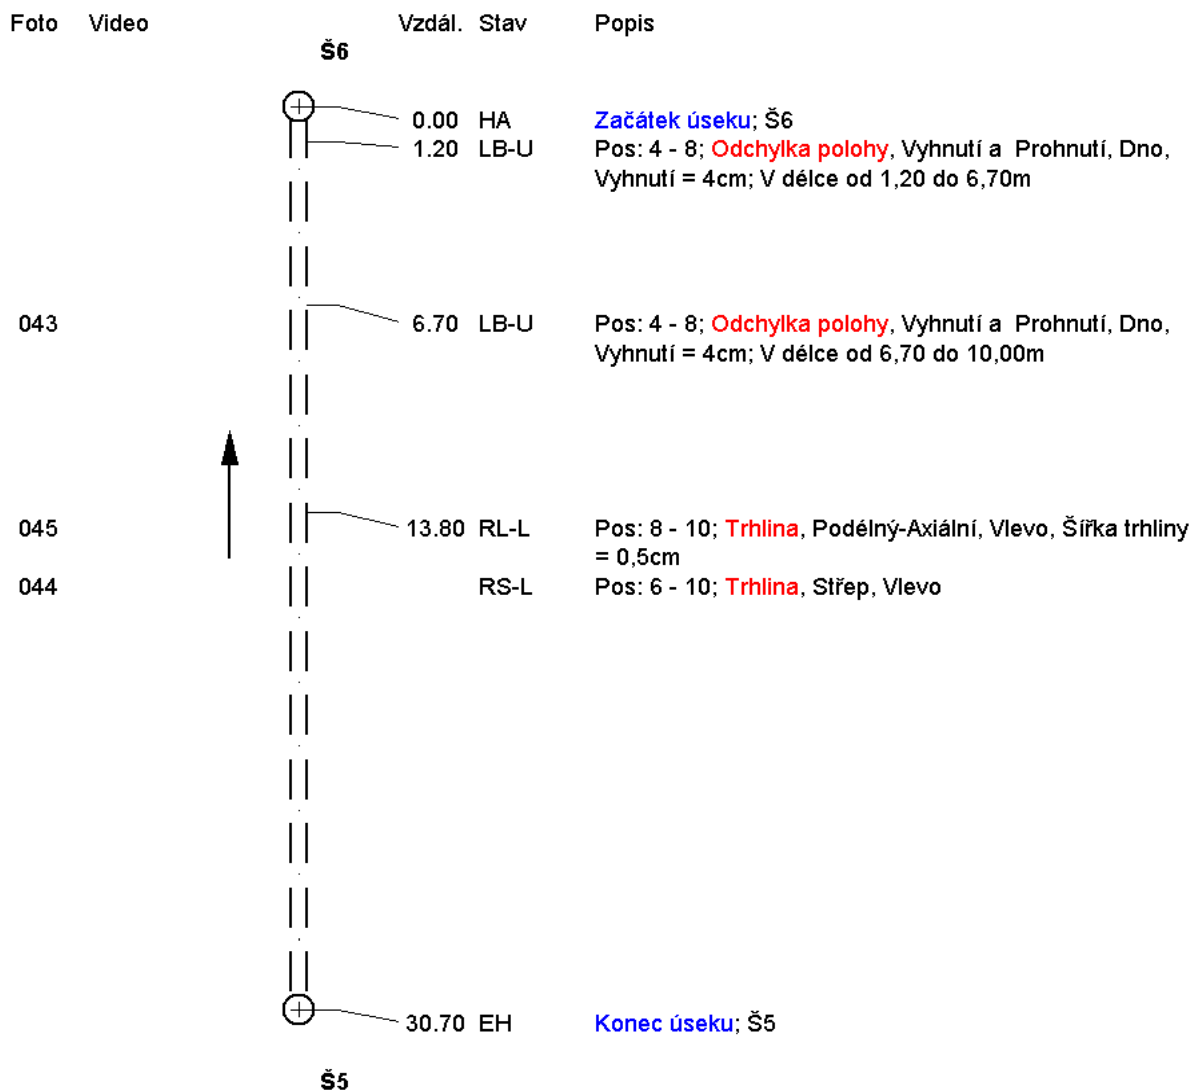 Foto Video Vzdál. Stav Popis
Š6
0.00 HA Začátek úseku; Š6
1.20 LB-U Pos: 4 - 8; Odchylka polohy, Vyhnutí a  Prohnutí, Dno,
Vyhnutí = 4cm; V délce od 1,20 do 6,70m
043 6.70 LB-U Pos: 4 - 8; Odchylka polohy, Vyhnutí a  Prohnutí, Dno,
Vyhnutí = 4cm; V délce od 6,70 do 10,00m
045 13.80 RL-L Pos: 8 - 10; Trhlina, Podélný-Axiální, Vlevo, Šířka trhliny
= 0,5cm
044 RS-L Pos: 6 - 10; Trhlina, Střep, Vlevo
30.70 EH Konec úseku; Š5
Š5